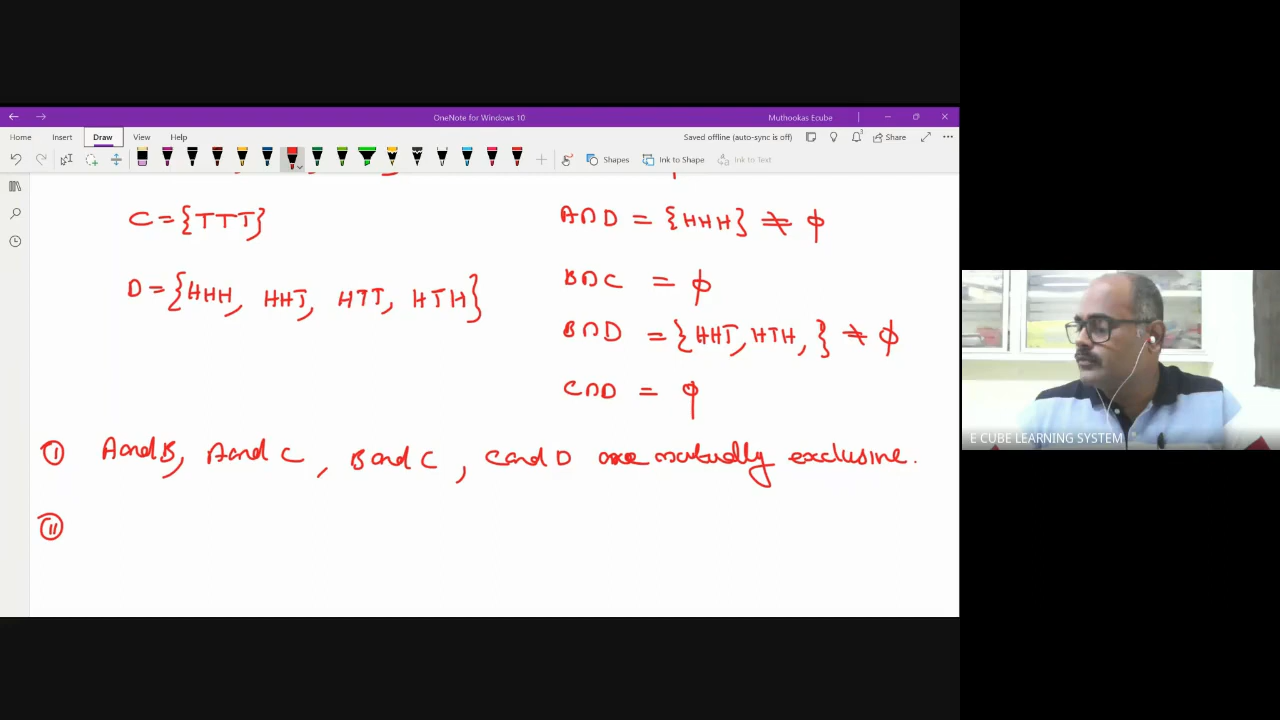 OneNote for Windows 10
Muthookas Ecube
Home Insert Draw View Help
Saved offline (auto-sync is off)
Share
Shapes
Ink to Shape
Ink to Text
C = {TTT}
A∩D = {HHH} ≠ ϕ
D = {HHH, HHT, HTT, HTH}
B∩C = ϕ
B∩D = {HHT, HTH, } ≠ ϕ
C∩D = ϕ
(i) A and B, A and C, B and C, C and D are mutually exclusive.
(ii)
E CUBE LEARNING SYSTEM